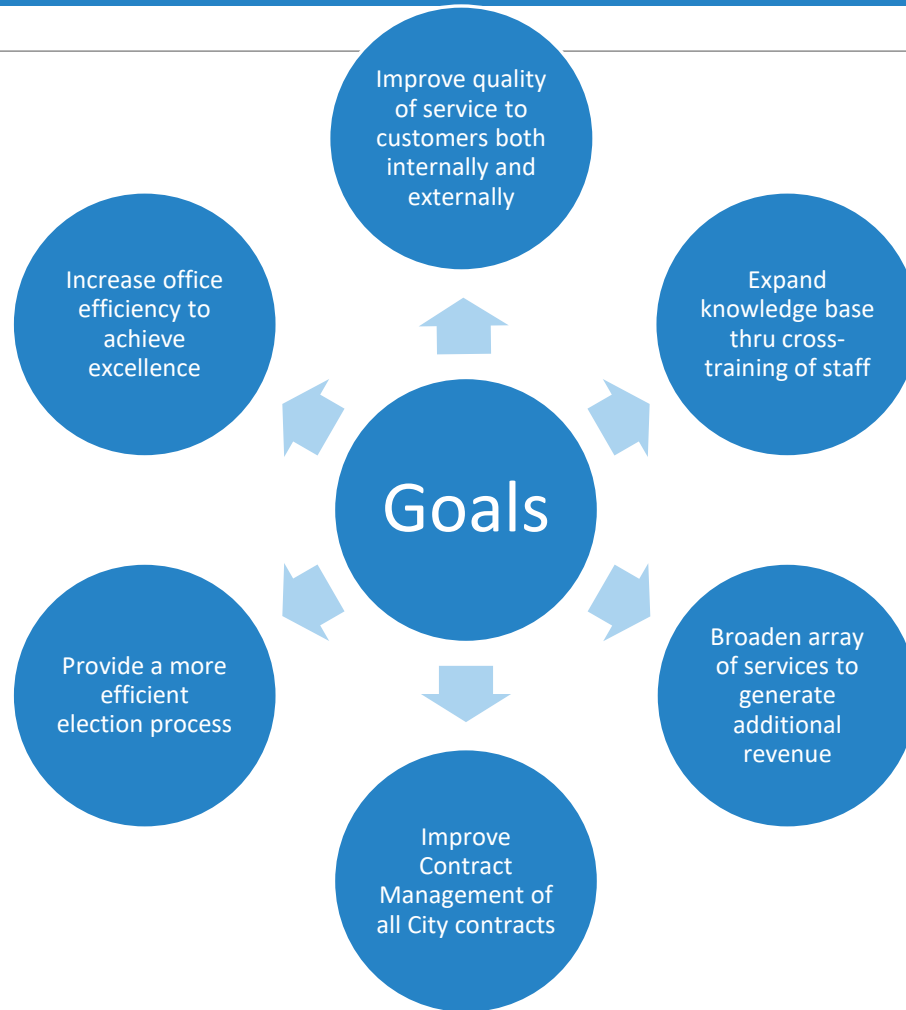 Improve quality
of service to
customers both
internally and
externally
Expand
knowledge base
thru cross-
training of staff
Broaden array
of services to
generate
additional
revenue
Improve
Contract
Management of
all City contracts
Provide a more
efficient
election process
Increase office
efficiency to
achieve
excellence
Goals